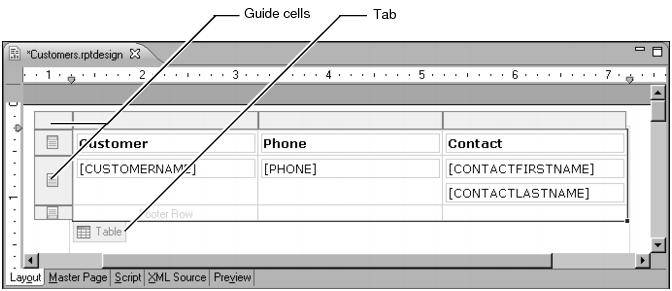 Guide cells Tab
*Customers.rptdesign
1 2 3 4 5 6 7
Customer Phone Contact
[CUSTOMERNAME] [PHONE] [CONTACTFIRSTNAME]
[CONTACTLASTNAME]
Footer Row
Table
1
Layout Master Page Script XML Source Preview